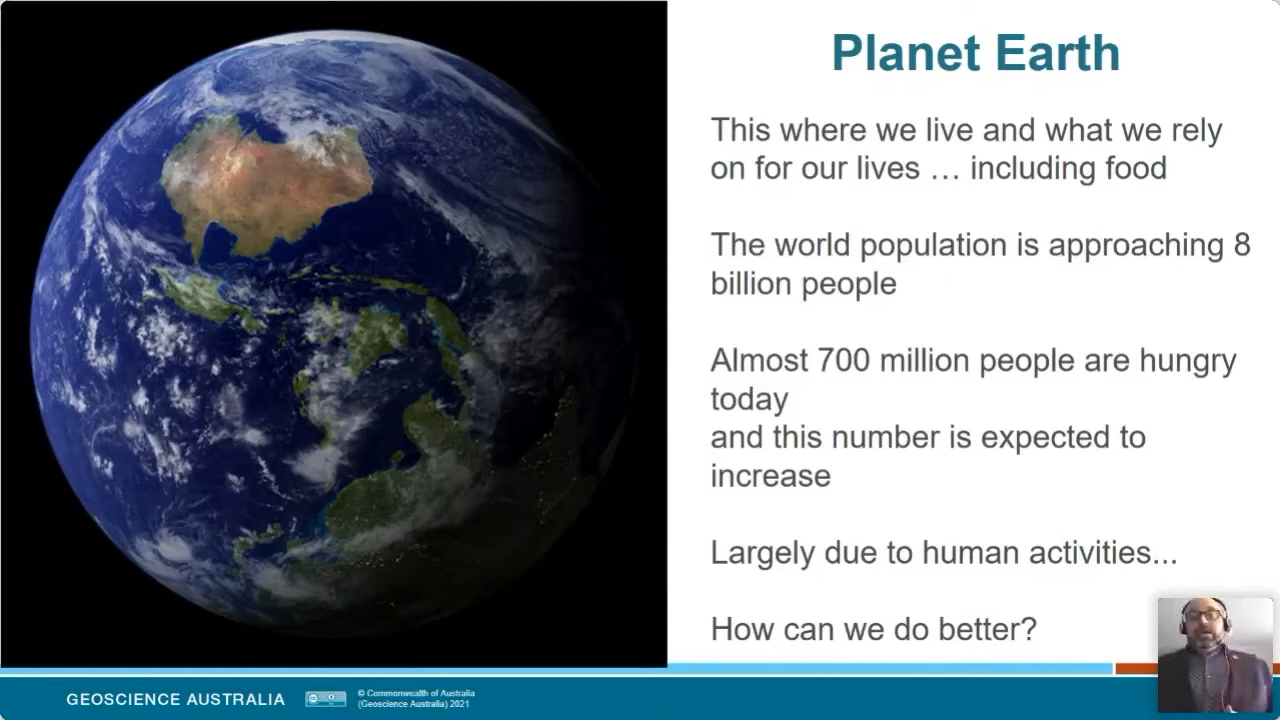 Planet Earth
This where we live and what we rely
on for our lives … including food
The world population is approaching 8
billion people
Almost 700 million people are hungry
today
and this number is expected to
increase
Largely due to human activities...
How can we do better?
GEOSCIENCE AUSTRALIA
© Commonwealth of Australia
(Geoscience Australia) 2021